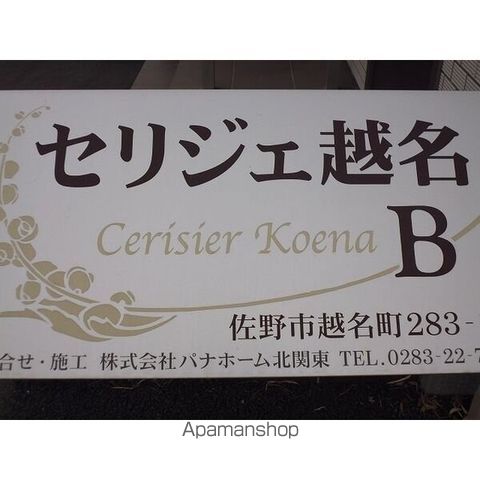 セリジェ越名
Cerisier Koena B
佐野市越名町283-
合せ・施工 株式会社パナホーム北関東 TEL.0283-22-7
Apamanshop